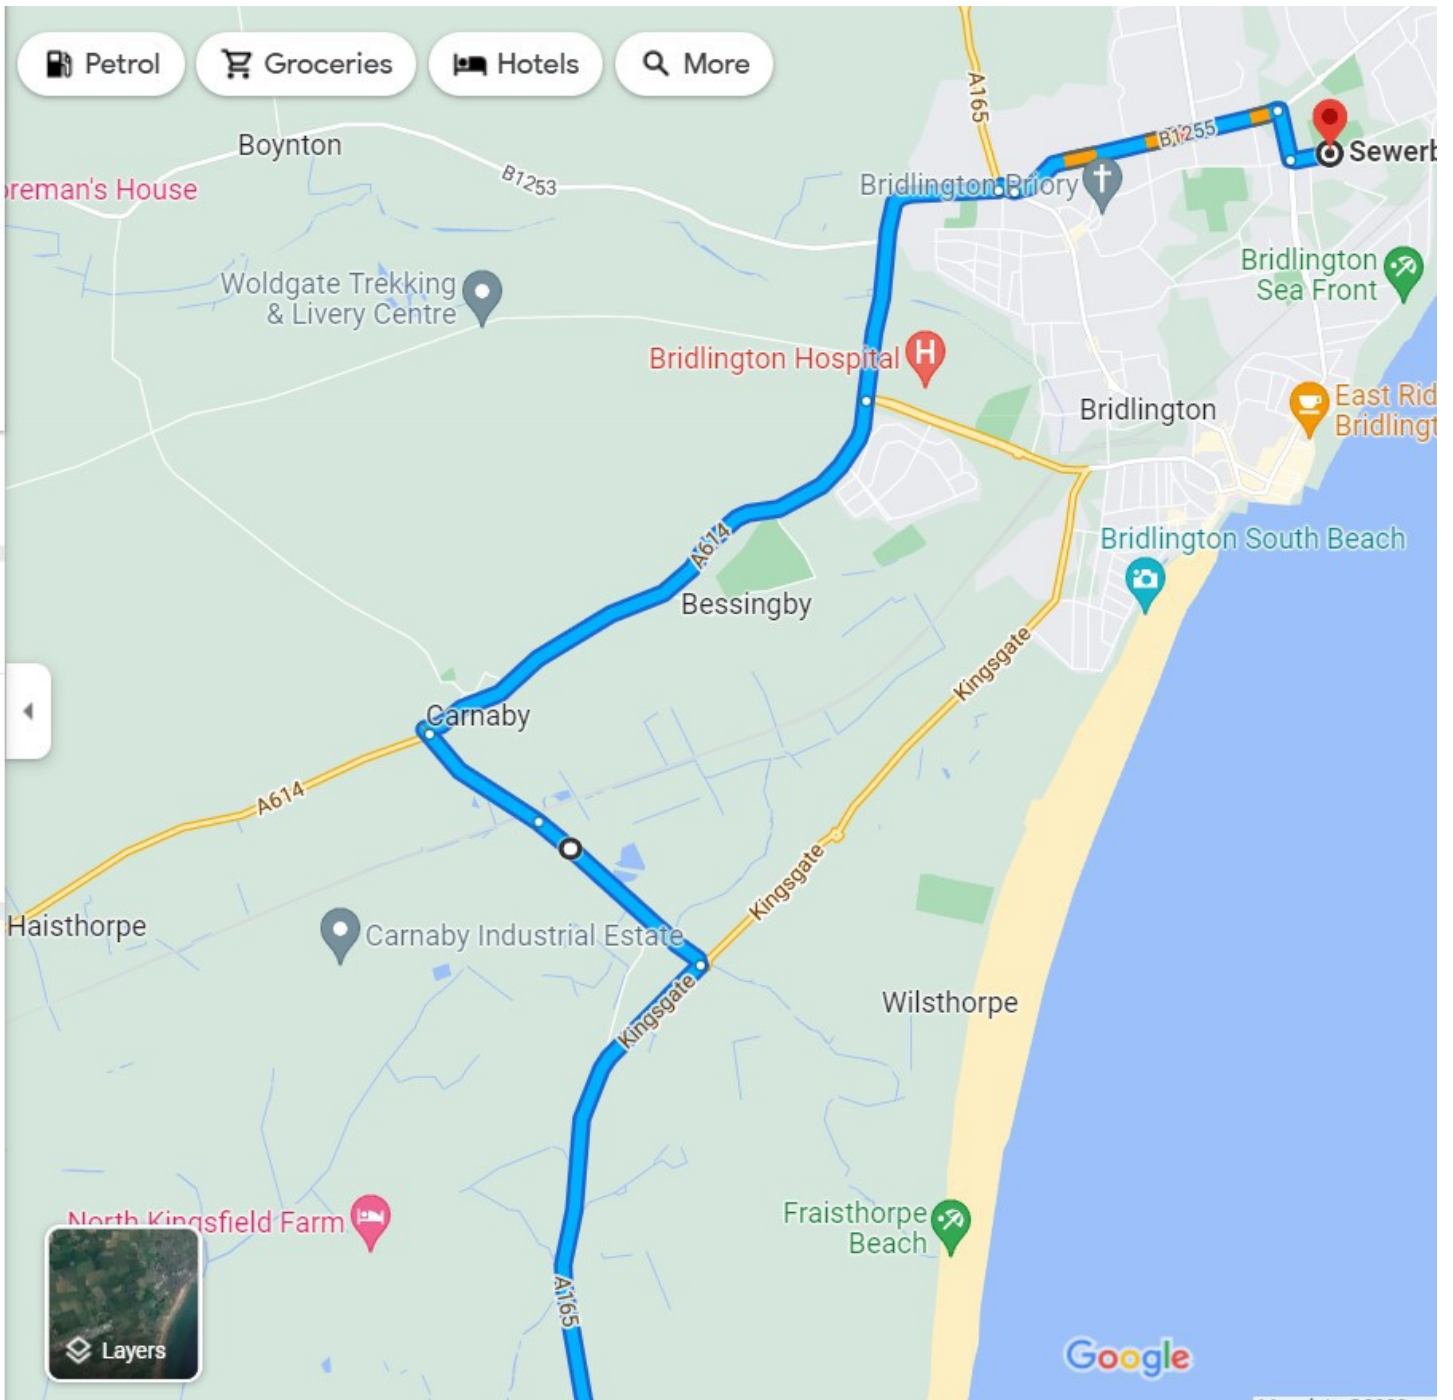 Petrol
Groceries
Hotels
More
A165
Boynton
B1255
Sewerb
B1253
oreman's House
Bridlington Priory
Bridlington
Sea Front
Woldgate Trekking
& Livery Centre
Bridlington Hospital
H
East Rid
Bridlingt
Bridlington
A614
Bridlington South Beach
Bessingby
Kingsgate
Carnaby
A614
Kingsgate
Haisthorpe
Carnaby Industrial Estate
Kingsgate
Wilsthorpe
North Kingsfield Farm
Fraisthorpe
Beach
A165
Layers
Google